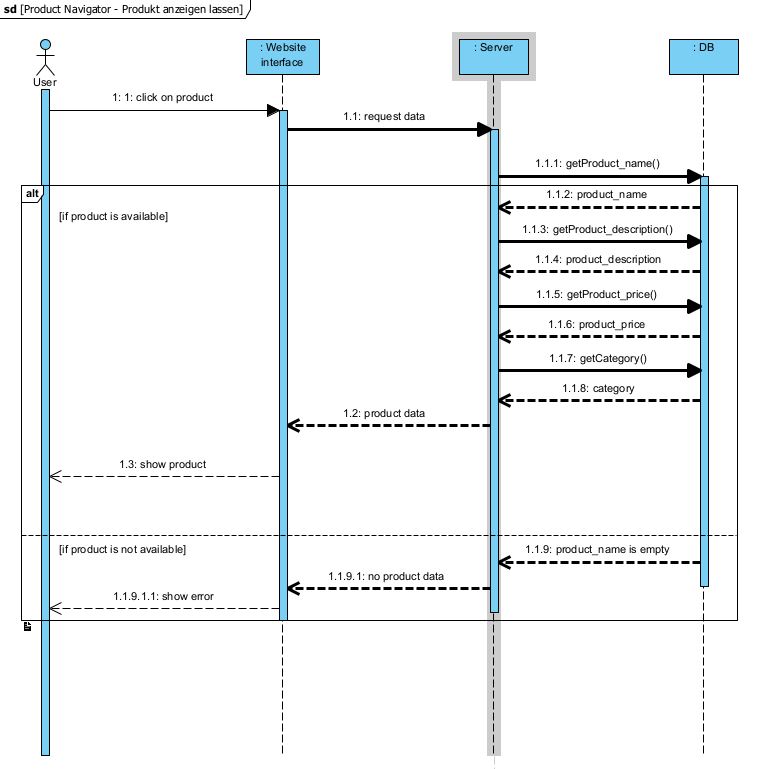 sd [Product Navigator - Produkt anzeigen lassen]
User
: Website
interface
: Server
: DB
1: 1: click on product
1.1: request data
1.1.1: getProduct_name()
alt
[if product is available]
1.1.2: product_name
1.1.3: getProduct_description()
1.1.4: product_description
1.1.5: getProduct_price()
1.1.6: product_price
1.1.7: getCategory()
1.1.8: category
1.2: product data
1.3: show product
[if product is not available]
1.1.9: product_name is empty
1.1.9.1: no product data
1.1.9.1.1: show error